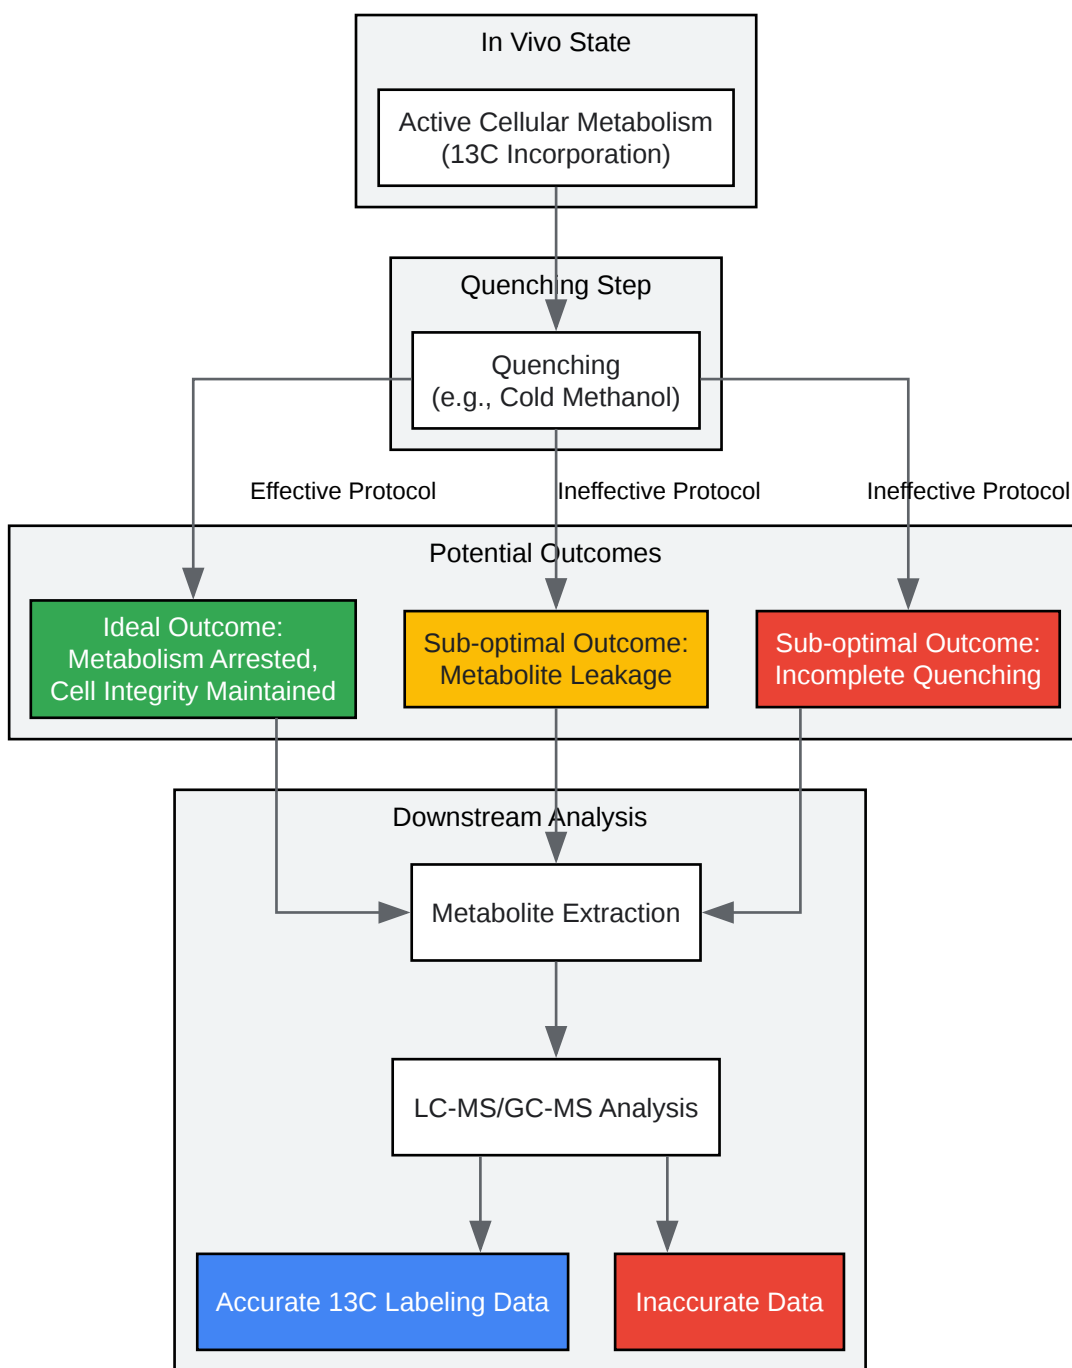 In Vivo State
Active Cellular Metabolism
(13C Incorporation)
Quenching Step
Quenching
(e.g., Cold Methanol)
Effective Protocol
Ineffective Protocol
Ineffective Protocol
Potential Outcomes
Ideal Outcome:
Metabolism Arrested,
Cell Integrity Maintained
Sub-optimal Outcome:
Metabolite Leakage
Sub-optimal Outcome:
Incomplete Quenching
Downstream Analysis
Metabolite Extraction
LC-MS/GC-MS Analysis
Accurate 13C Labeling Data
Inaccurate Data